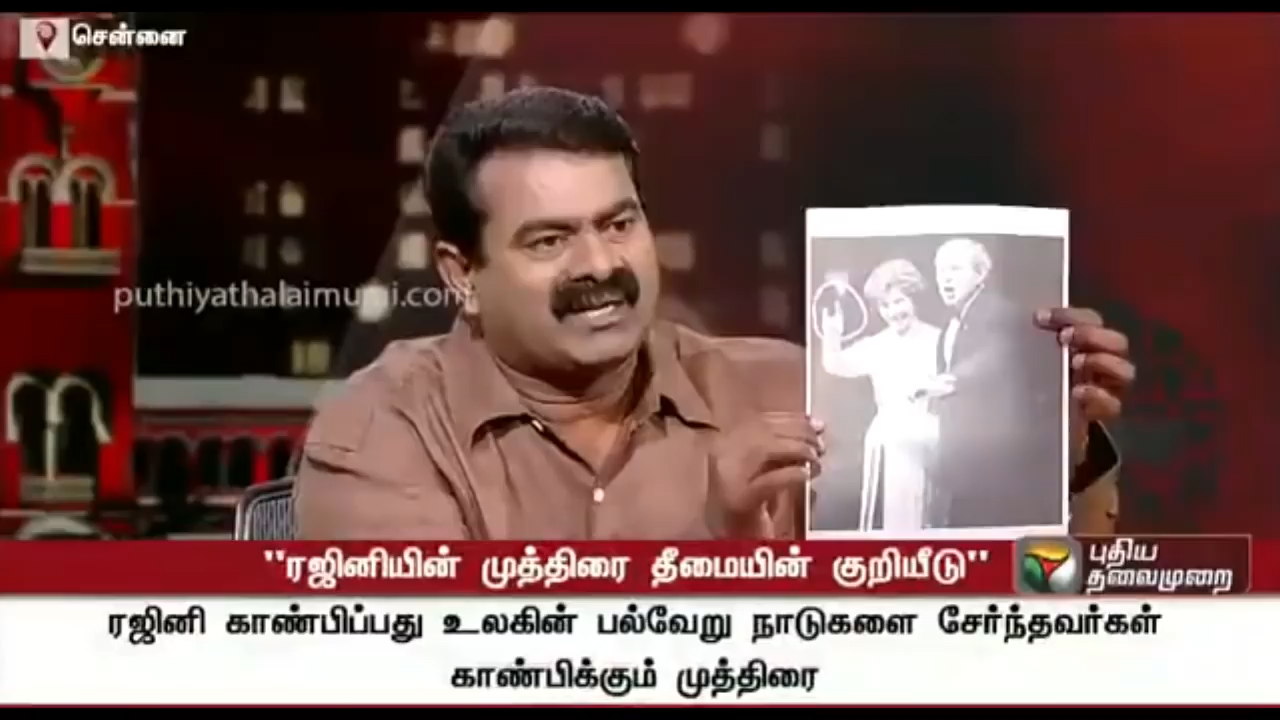 சென்னை
puthiyathalaimurai.com
"ரஜினியின் முத்திரை தீமையின் குறியீடு"
புதிய
தலைமுறை
ரஜினி காண்பிப்பது உலகின் பல்வேறு நாடுகளை சேர்ந்தவர்கள்
காண்பிக்கும் முத்திரை